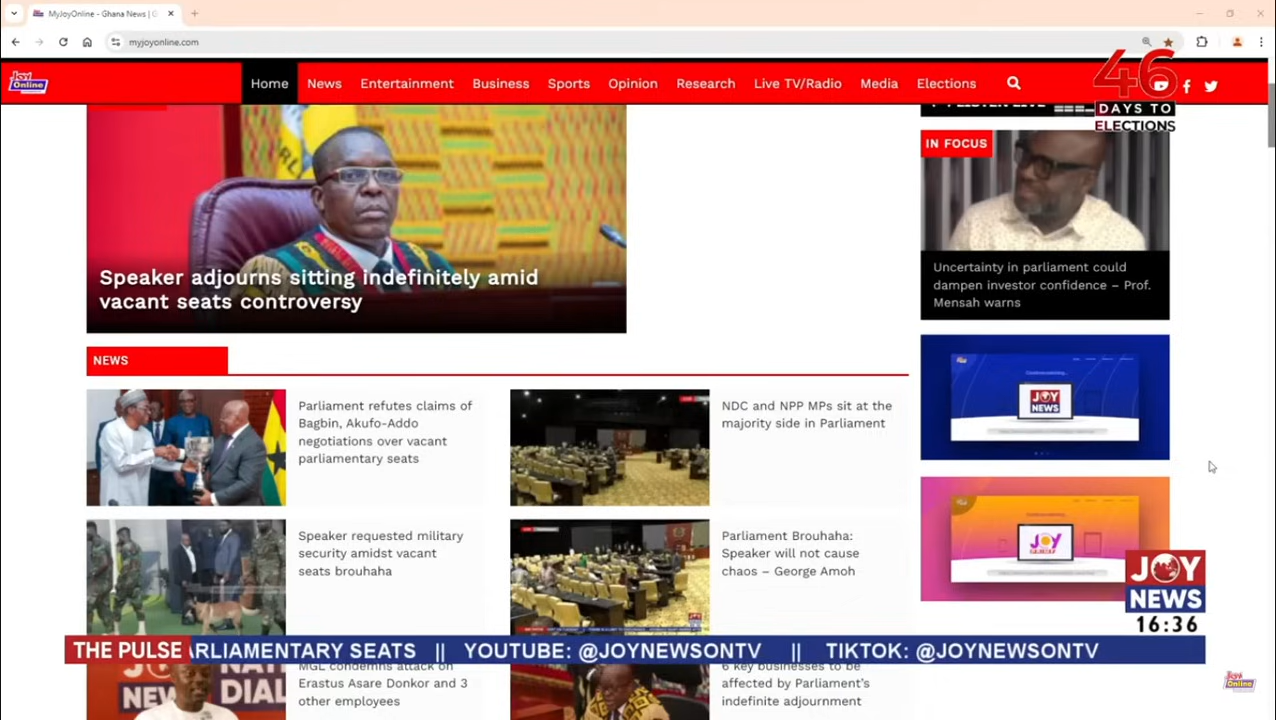 MyJoyOnline - Ghana News | G
myjoyonline.com
Joy
Online
Home
News
Entertainment
Business
Sports
Opinion
Research
Live TV/Radio
Media
Elections
46
DAYS TO
ELECTIONS
Speaker adjourns sitting indefinitely amid
vacant seats controversy
IN FOCUS
Uncertainty in parliament could
dampen investor confidence – Prof.
Mensah warns
NEWS
Parliament refutes claims of
Bagbin, Akufo-Addo
negotiations over vacant
parliamentary seats
NDC and NPP MPs sit at the
majority side in Parliament
Speaker requested military
security amidst vacant
seats brouhaha
Parliament Brouhaha:
Speaker will not cause
chaos – George Amoh
JOY
NEWS
JOY
JOY
NEWS
16:36
THE PULSE
ARLIAMENTARY SEATS || YOUTUBE: @JOYNEWSONTV || TIKTOK: @JOYNEWSONTV
MGL condemns attack on
Erastus Asare Donkor and 3
other employees
6 key businesses to be
affected by Parliament's
indefinite adjournment
Joy
Online